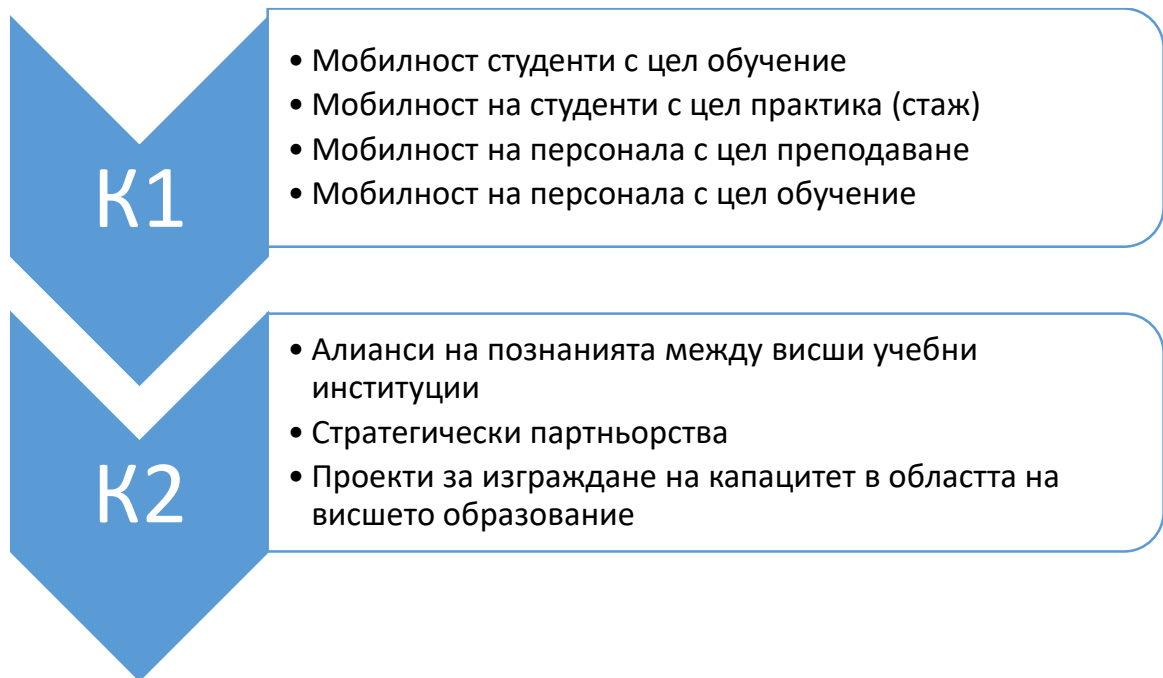 К1
• Мобилност студенти с цел обучение
• Мобилност на студенти с цел практика (стаж)
• Мобилност на персонала с цел преподаване
• Мобилност на персонала с цел обучение
К2
• Алианси на познанията между висши учебни
институции
• Стратегически партньорства
• Проекти за изграждане на капацитет в областта на
висшето образование